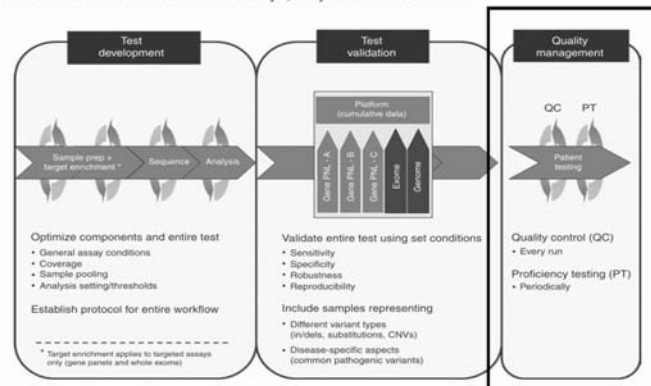 Test
development
Sample prep +
target enrichment *
Sequence
Analysis
Optimize components and entire test
• General assay conditions
• Coverage
• Sample pooling
• Analysis setting/thresholds
Establish protocol for entire workflow
* Target enrichment applies to targeted assays
only (gene panels and whole exome)
Test
validation
Platform
(cumulative data)
Gene PNL - A
Gene PNL - B
Gene PNL - C
Exome
Genome
Validate entire test using set conditions
• Sensitivity
• Specificity
• Robustness
• Reproducibility
Include samples representing
• Different variant types
(in/dels, substitutions, CNVs)
• Disease-specific aspects
(common pathogenic variants)
Quality
management
QC PT
Patient
testing
Quality control (QC)
• Every run
Proficiency testing (PT)
• Periodically